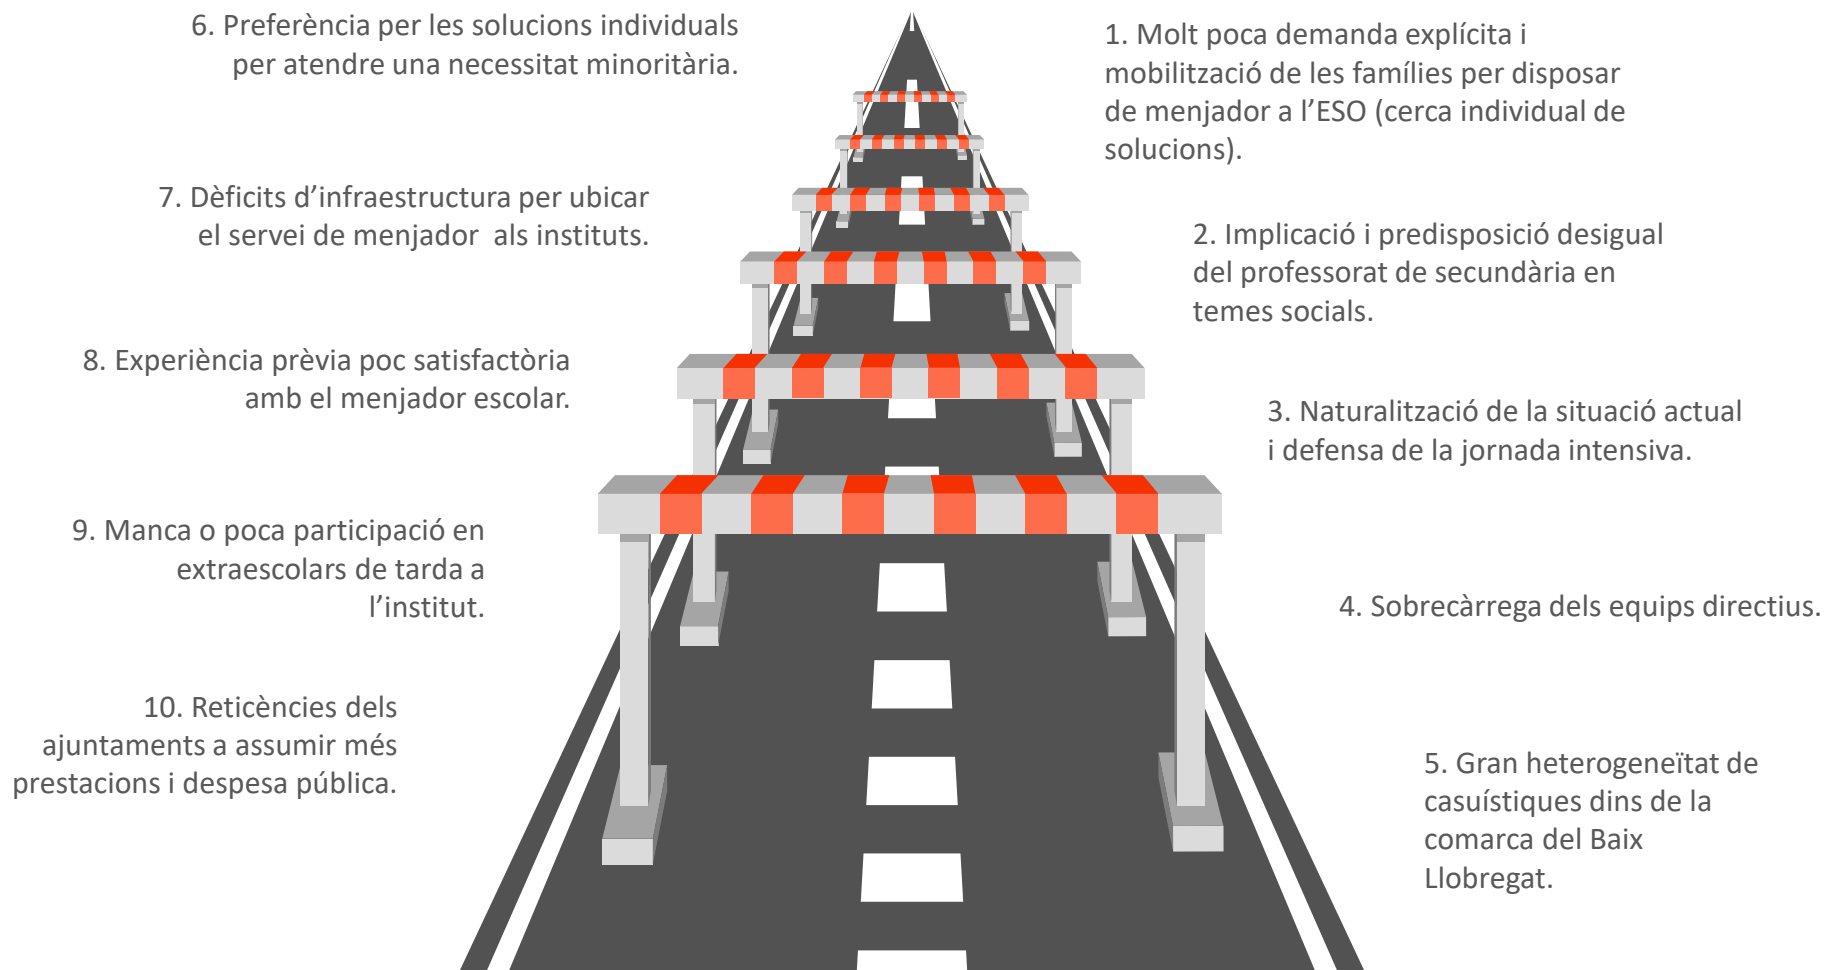 1. Molt poca demanda explícita i
mobilització de les famílies per disposar
de menjador a l’ESO (cerca individual de
solucions).
2. Implicació i predisposició desigual
del professorat de secundària en
temes socials.
3. Naturalització de la situació actual
i defensa de la jornada intensiva.
4. Sobrecàrrega dels equips directius.
5. Gran heterogeneïtat de
casuístiques dins de la
comarca del Baix
Llobregat.
6. Preferència per les solucions individuals
per atendre una necessitat minoritària.
7. Dèficits d’infraestructura per ubicar
el servei de menjador  als instituts.
8. Experiència prèvia poc satisfactòria
amb el menjador escolar.
9. Manca o poca participació en
extraescolars de tarda a
l’institut.
10. Reticències dels
ajuntaments a assumir més
prestacions i despesa pública.